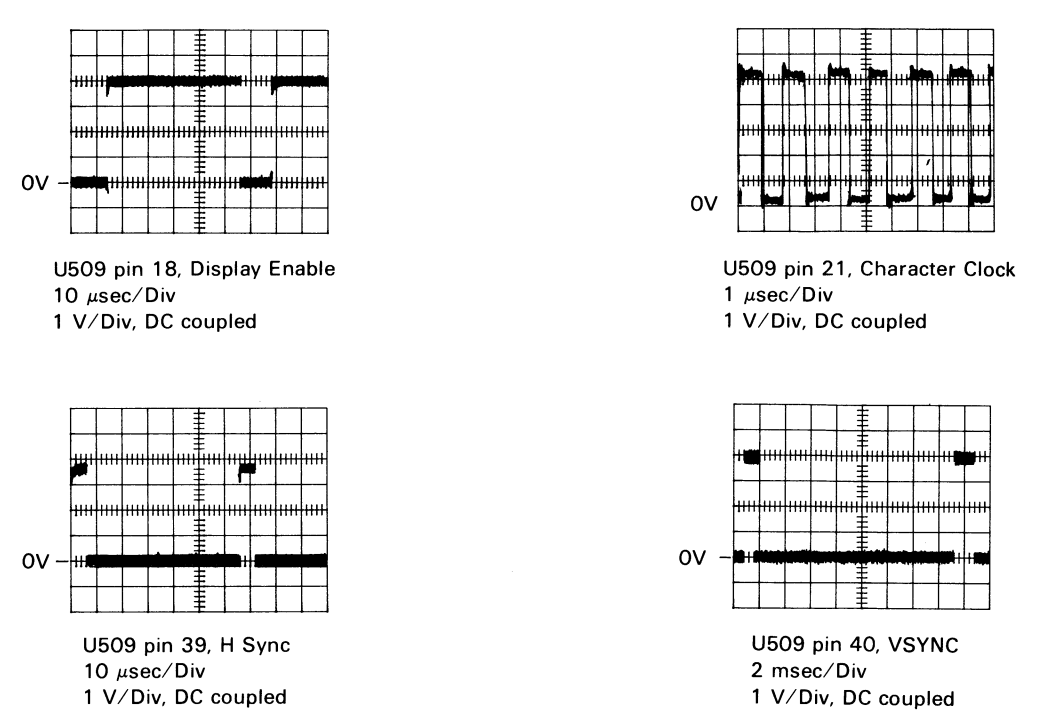 0V
U509 pin 18, Display Enable
10 μsec/Div
1 V/Div, DC coupled
0V
U509 pin 21, Character Clock
1 μsec/Div
1 V/Div, DC coupled
0V
U509 pin 39, H Sync
10 μsec/Div
1 V/Div, DC coupled
0V
U509 pin 40, VSYNC
2 msec/Div
1 V/Div, DC coupled